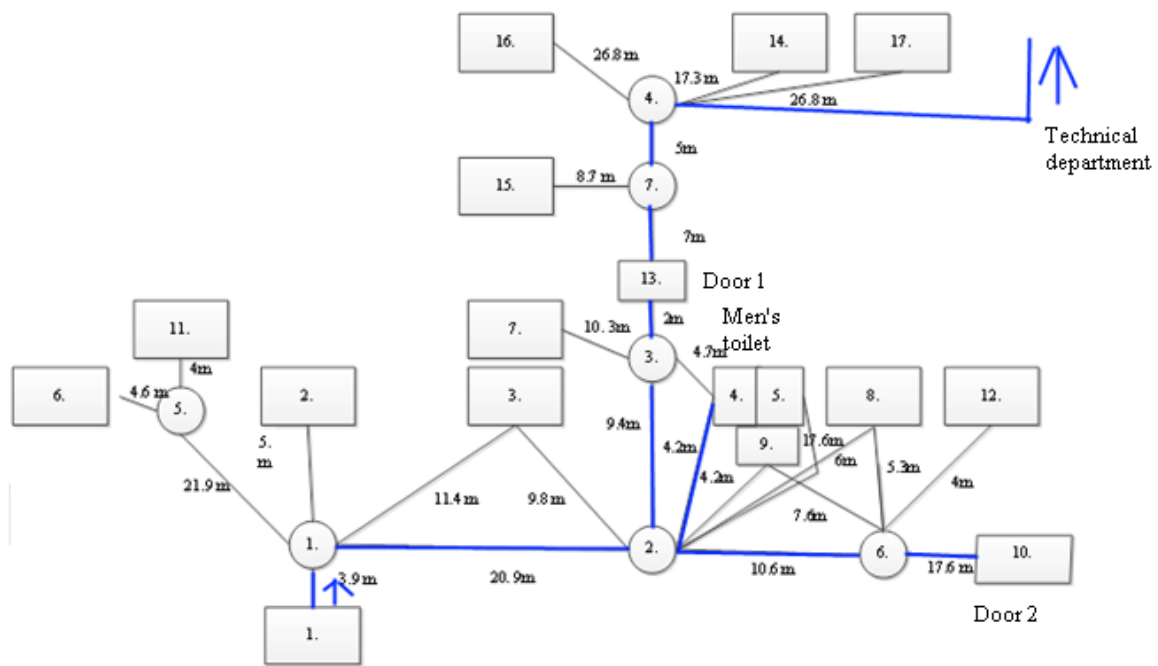 16.
14.
17.
26.8 m
17.3 m
4.
26.8 m
Technical
department
5m
15.
8.7 m
7.
7m
13.
Door 1
11.
7.
10.3m
2m
Men's
toilet
3.
4.7m
4m
6.
4.6 m
5.
2.
3.
4.
5.
8.
12.
9.4m
5.
m
4.2m
9.
17.6m
6m
5.3m
4m
21.9 m
11.4 m
9.8 m
4.2m
7.6m
1.
2.
6.
10.
3.9 m
20.9m
10.6m
17.6 m
Door 2
1.